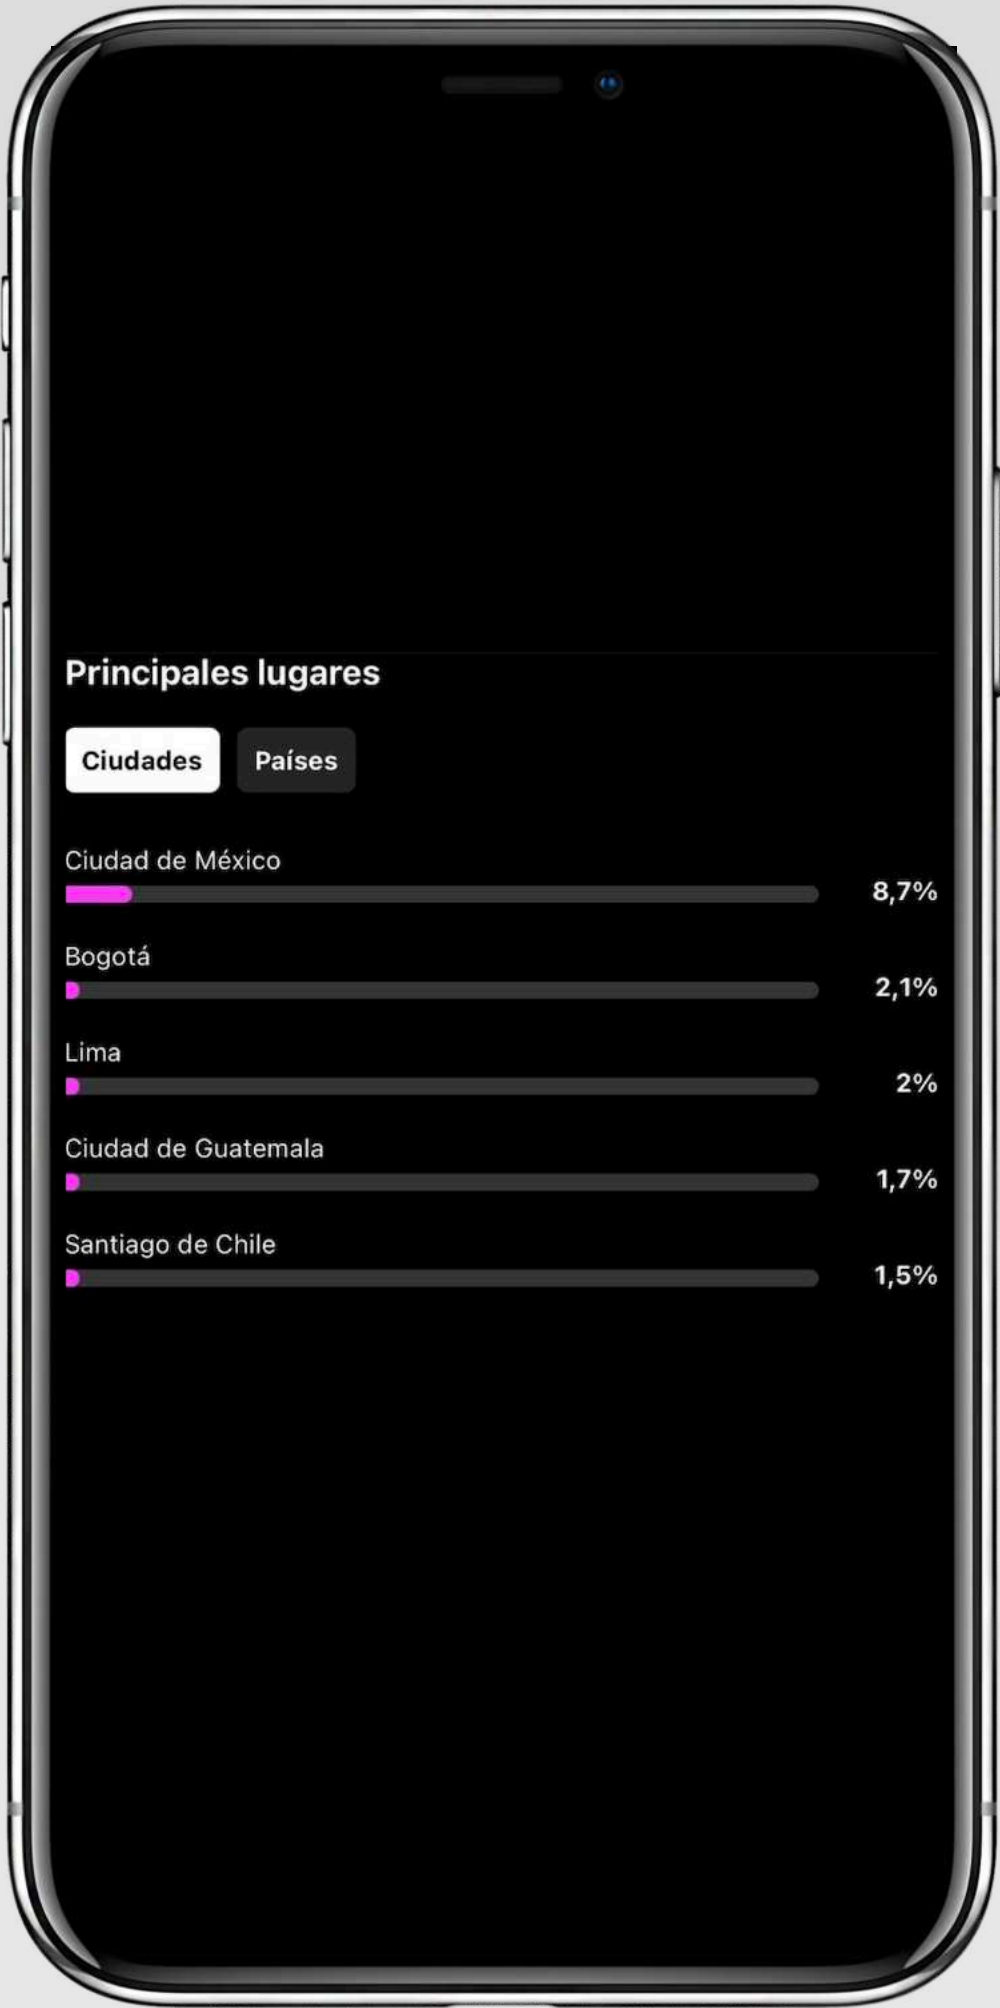 Principales lugares
Ciudades Países
Ciudad de México
8,7%
Bogotá
2,1%
Lima
2%
Ciudad de Guatemala
1,7%
Santiago de Chile
1,5%